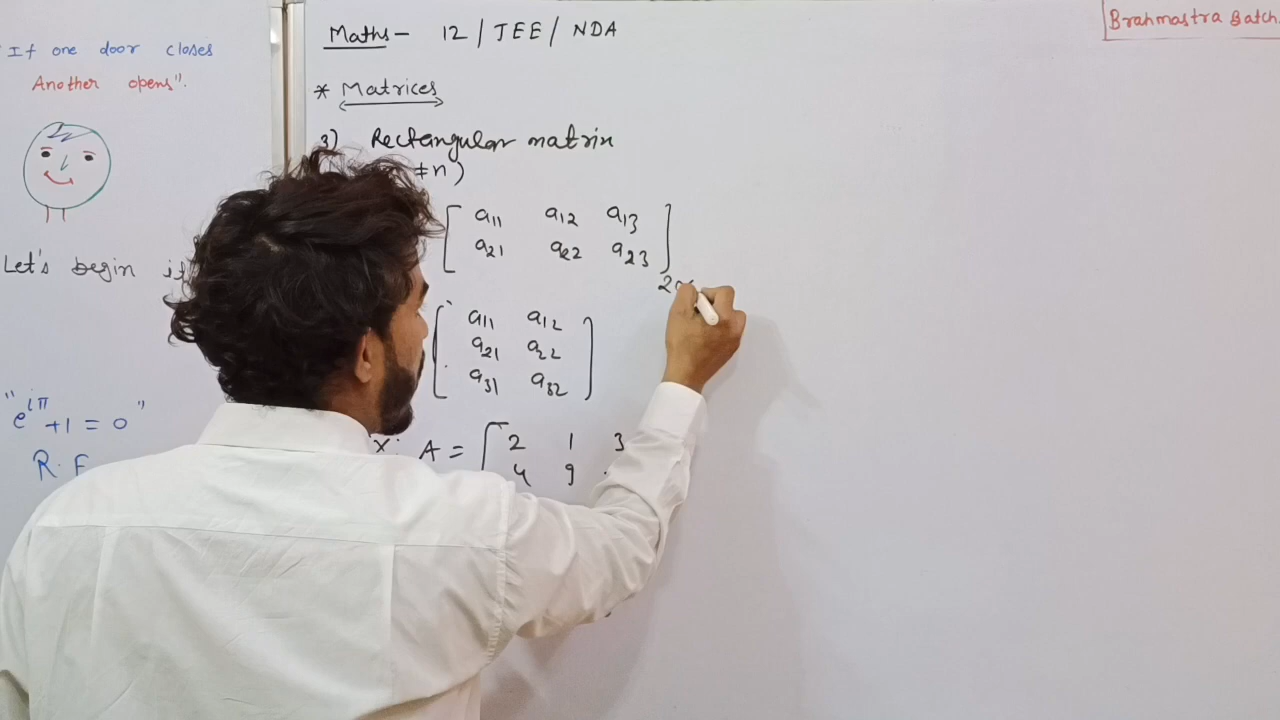 "If one door closes
Another opens".
Let's begin
"e^iπ +1 = 0"
R.
Maths - 12 / JEE / NDA
* Matrices
3) Rectangular matrix
≠n)
[ a11 a12 a13
a21 a22 a23 ]
2
[ a11 a12
a21 a22
a31 a32 ]
x: A = [ 2 1 3
4 9
Brahmastra Batch